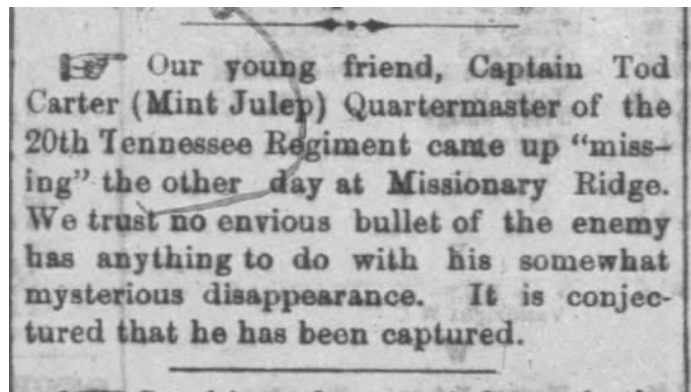 ☞ Our young friend, Captain Tod
Carter (Mint Julep) Quartermaster of the
20th Tennessee Regiment came up “miss-
ing” the other day at Missionary Ridge.
We trust no envious bullet of the enemy
has anything to do with his somewhat
mysterious disappearance. It is conjec-
tured that he has been captured.